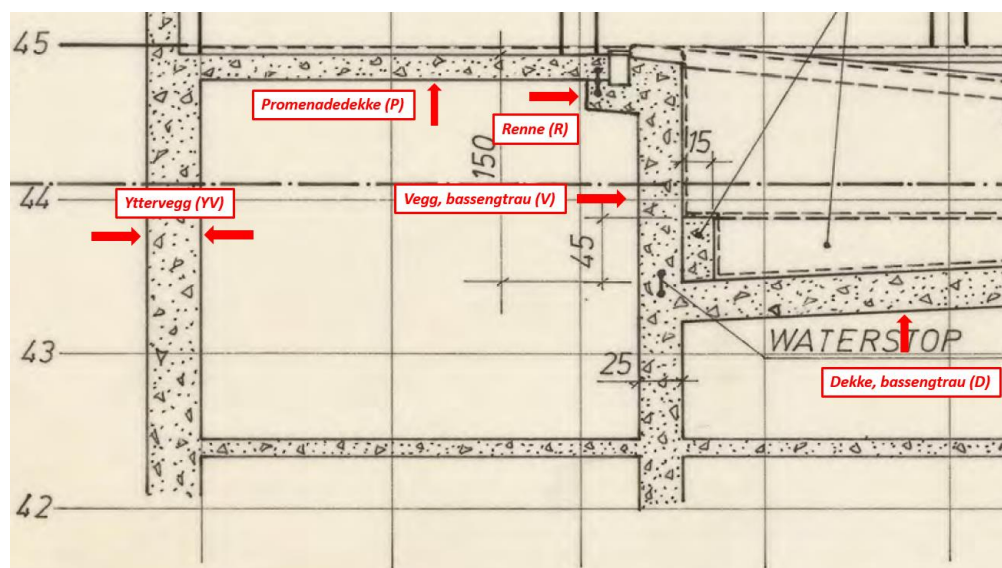 45
Promenadedekke (P)
Renne (R)
150
15
44
Yttervegg (YV)
Vegg, bassengtrau (V)
45
43
WATERSTOP
25
Dekke, bassengtrau (D)
42